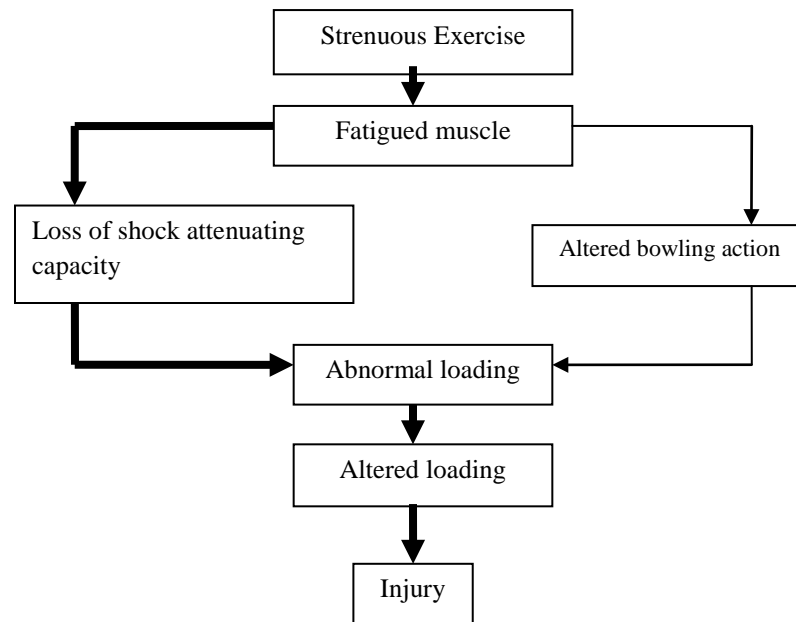 Strenuous Exercise
Fatigued muscle
Loss of shock attenuating
capacity
Altered bowling action
Abnormal loading
Altered loading
Injury